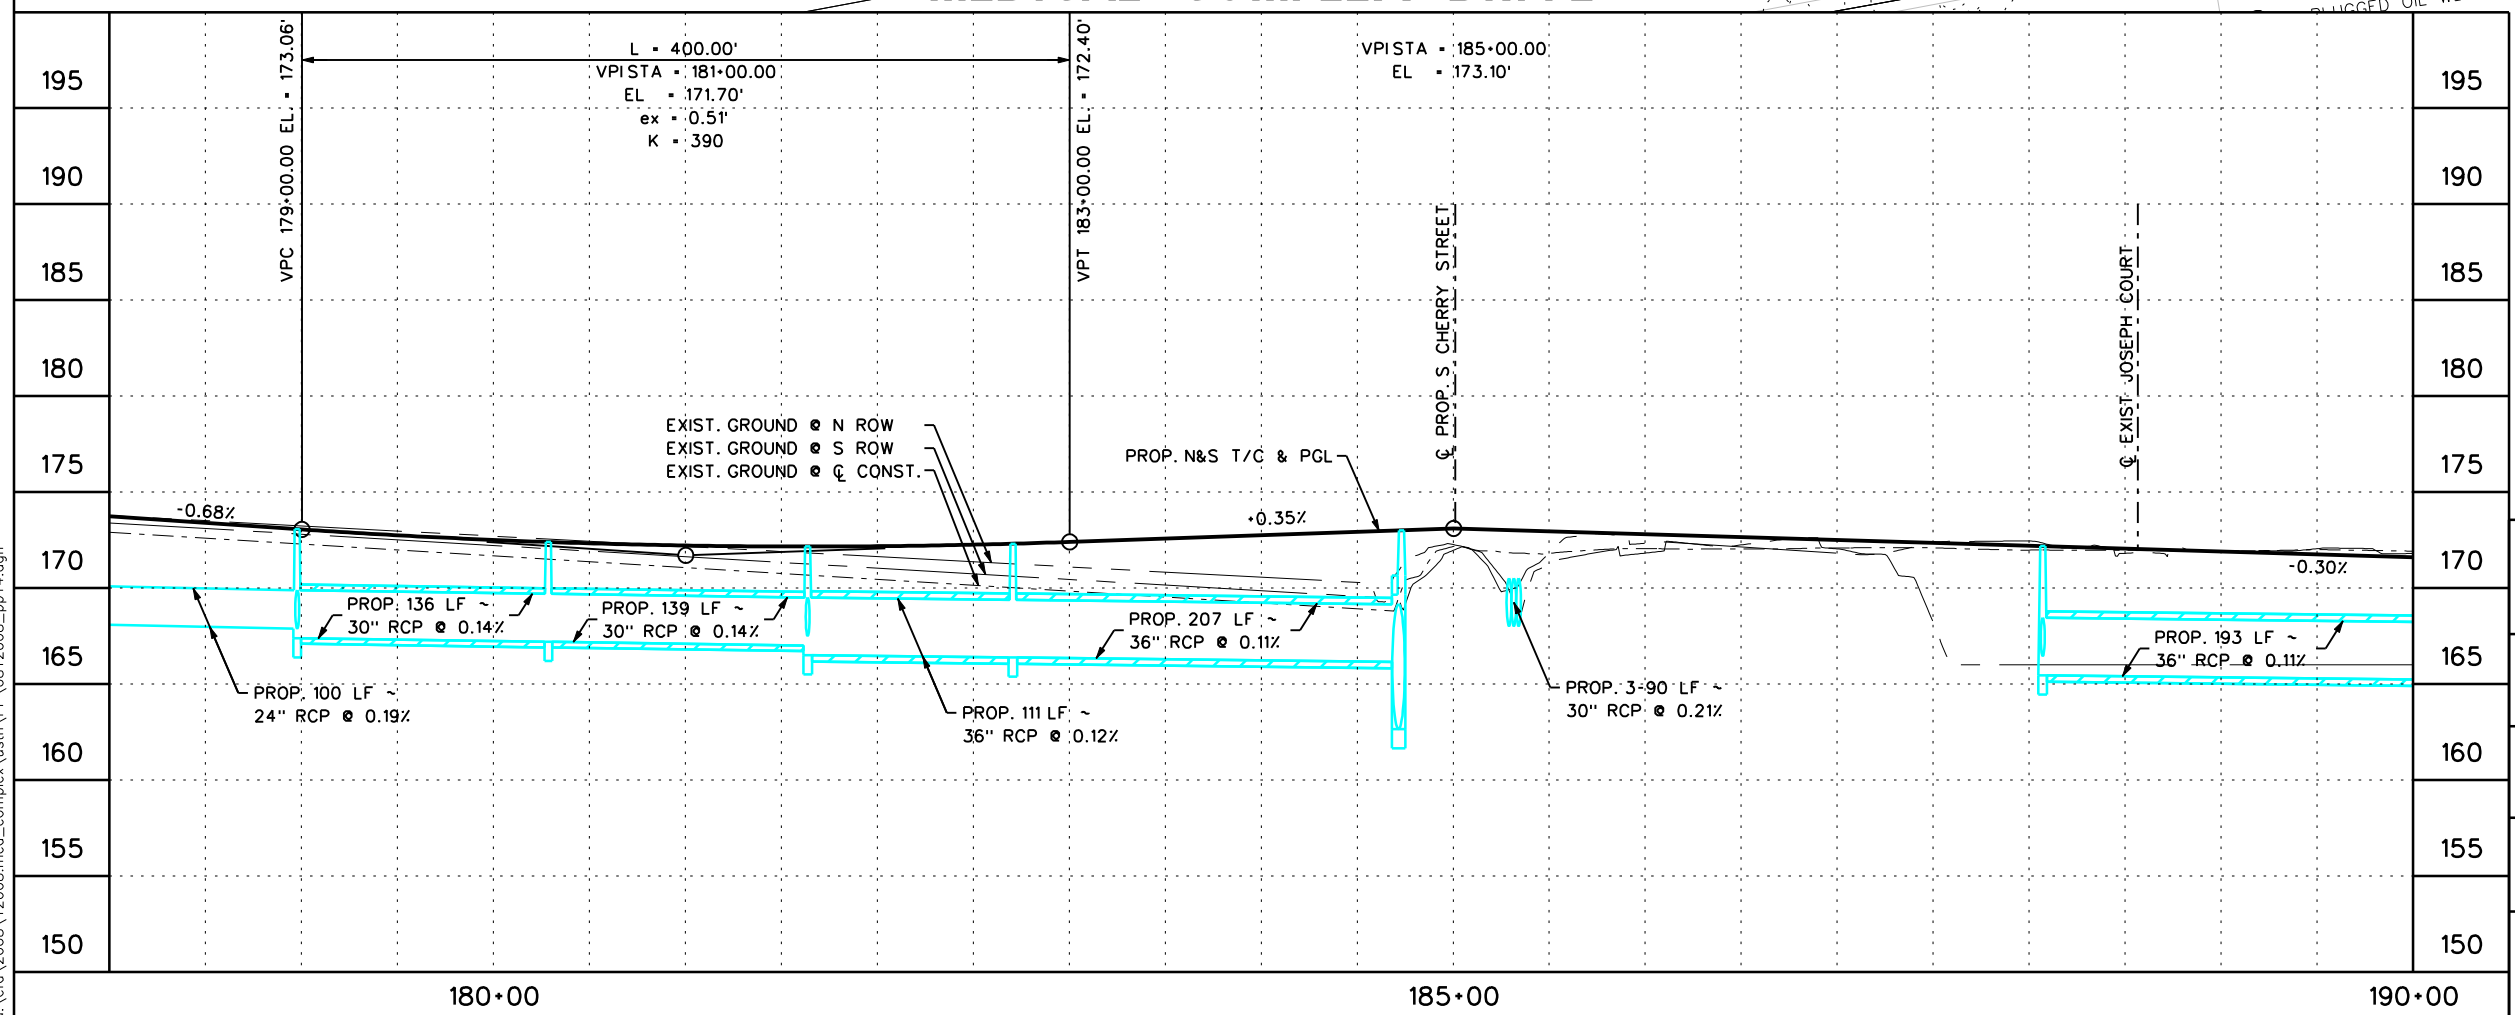 PLUGGED OIL
195
190
185
180
175
170
165
160
155
150
VPC 179+00.00 EL. = 173.06'
L = 400.00'
VPISTA = 181+00.00
EL = 171.70'
ex = 0.51'
K = 390
VPT 183+00.00 EL. = 172.40'
VPISTA = 185+00.00
EL = 173.10'
℄ PROP. S CHERRY STREET
℄ EXIST JOSEPH COURT
EXIST. GROUND @ N ROW
EXIST. GROUND @ S ROW
EXIST. GROUND @ ℄ CONST.
PROP. N&S T/C & PGL
-0.68%
+0.35%
-0.30%
PROP. 136 LF ~
30" RCP @ 0.14%
PROP. 139 LF ~
30" RCP @ 0.14%
PROP. 207 LF ~
36" RCP @ 0.11%
PROP. 193 LF ~
36" RCP @ 0.11%
PROP. 100 LF ~
24" RCP @ 0.19%
PROP. 111 LF ~
36" RCP @ 0.12%
PROP. 3-90 LF ~
30" RCP @ 0.21%
195
190
185
180
175
170
165
160
155
150
180+00
185+00
190+00